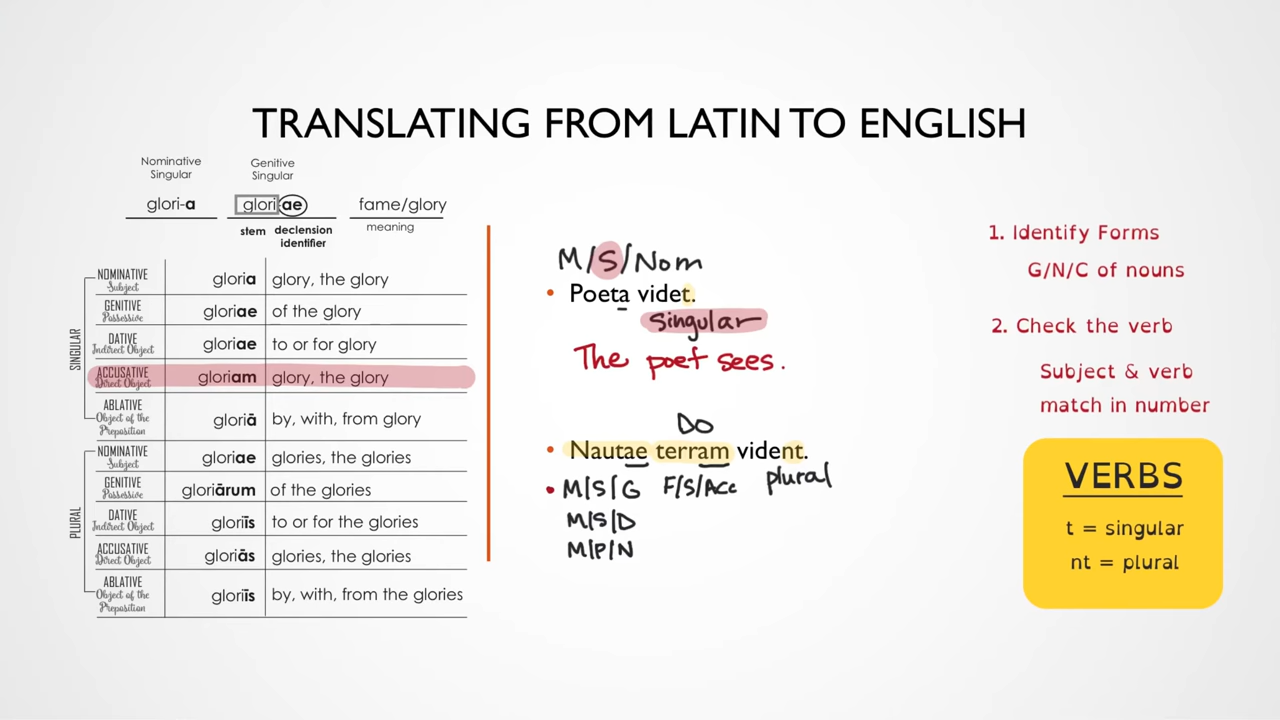 TRANSLATING FROM LATIN TO ENGLISH
Nominative Singular
Genitive Singular
glori-a
gloriae
fame/glory
stem
declension identifier
meaning
SINGULAR
NOMINATIVE Subject gloria glory, the glory
GENITIVE Possessive gloriae of the glory
DATIVE Indirect Object gloriae to or for glory
ACCUSATIVE Direct Object gloriam glory, the glory
ABLATIVE Object of the Preposition gloriā by, with, from glory
PLURAL
NOMINATIVE Subject gloriae glories, the glories
GENITIVE Possessive gloriārum of the glories
DATIVE Indirect Object gloriīs to or for the glories
ACCUSATIVE Direct Object gloriās glories, the glories
ABLATIVE Object of the Preposition gloriīs by, with, from the glories
M/S/Nom
• Poeta videt.
singular
The poet sees.
DO
• Nautae terram vident.
• M/S/G F/S/Acc plural
M/S/D
M/P/N
1. Identify Forms
G/N/C of nouns
2. Check the verb
Subject & verb
match in number
VERBS
t = singular
nt = plural